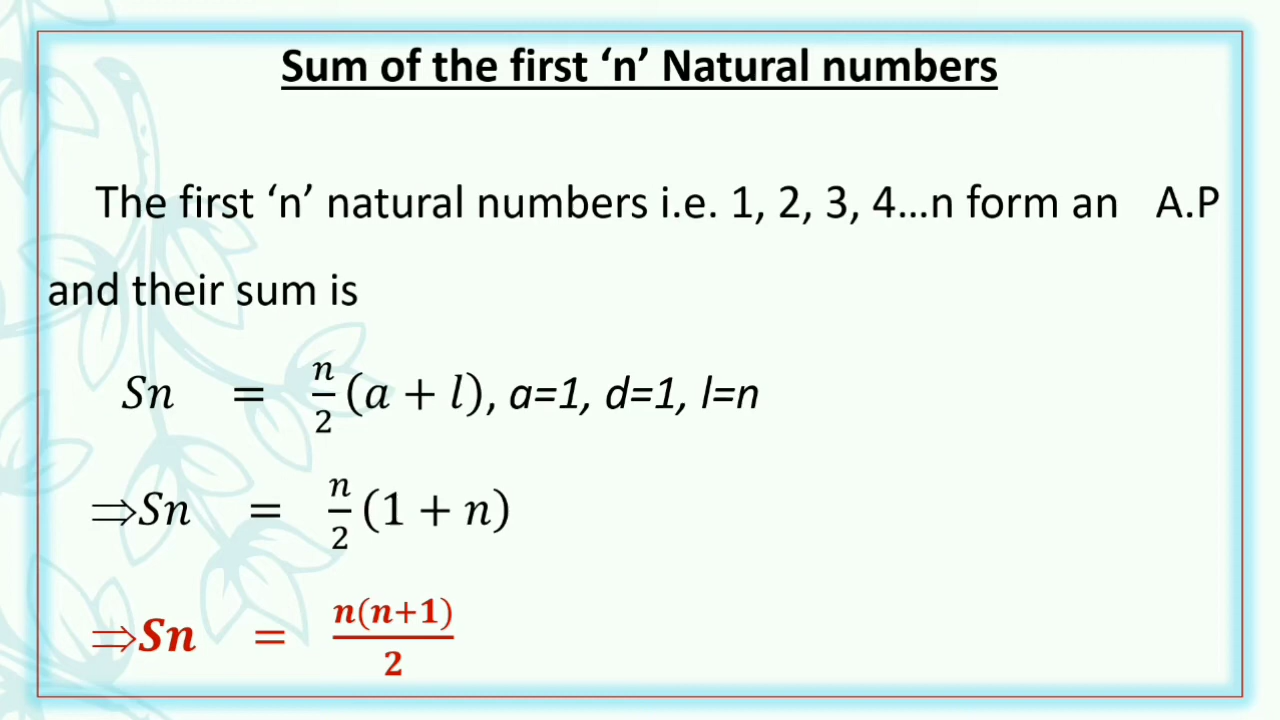 Sum of the first ‘n’ Natural numbers
The first ‘n’ natural numbers i.e. 1, 2, 3, 4...n form an A.P
and their sum is
Sn = n/2 (a + l), a=1, d=1, l=n
⇒Sn = n/2 (1 + n)
⇒Sn = n(n+1)/2